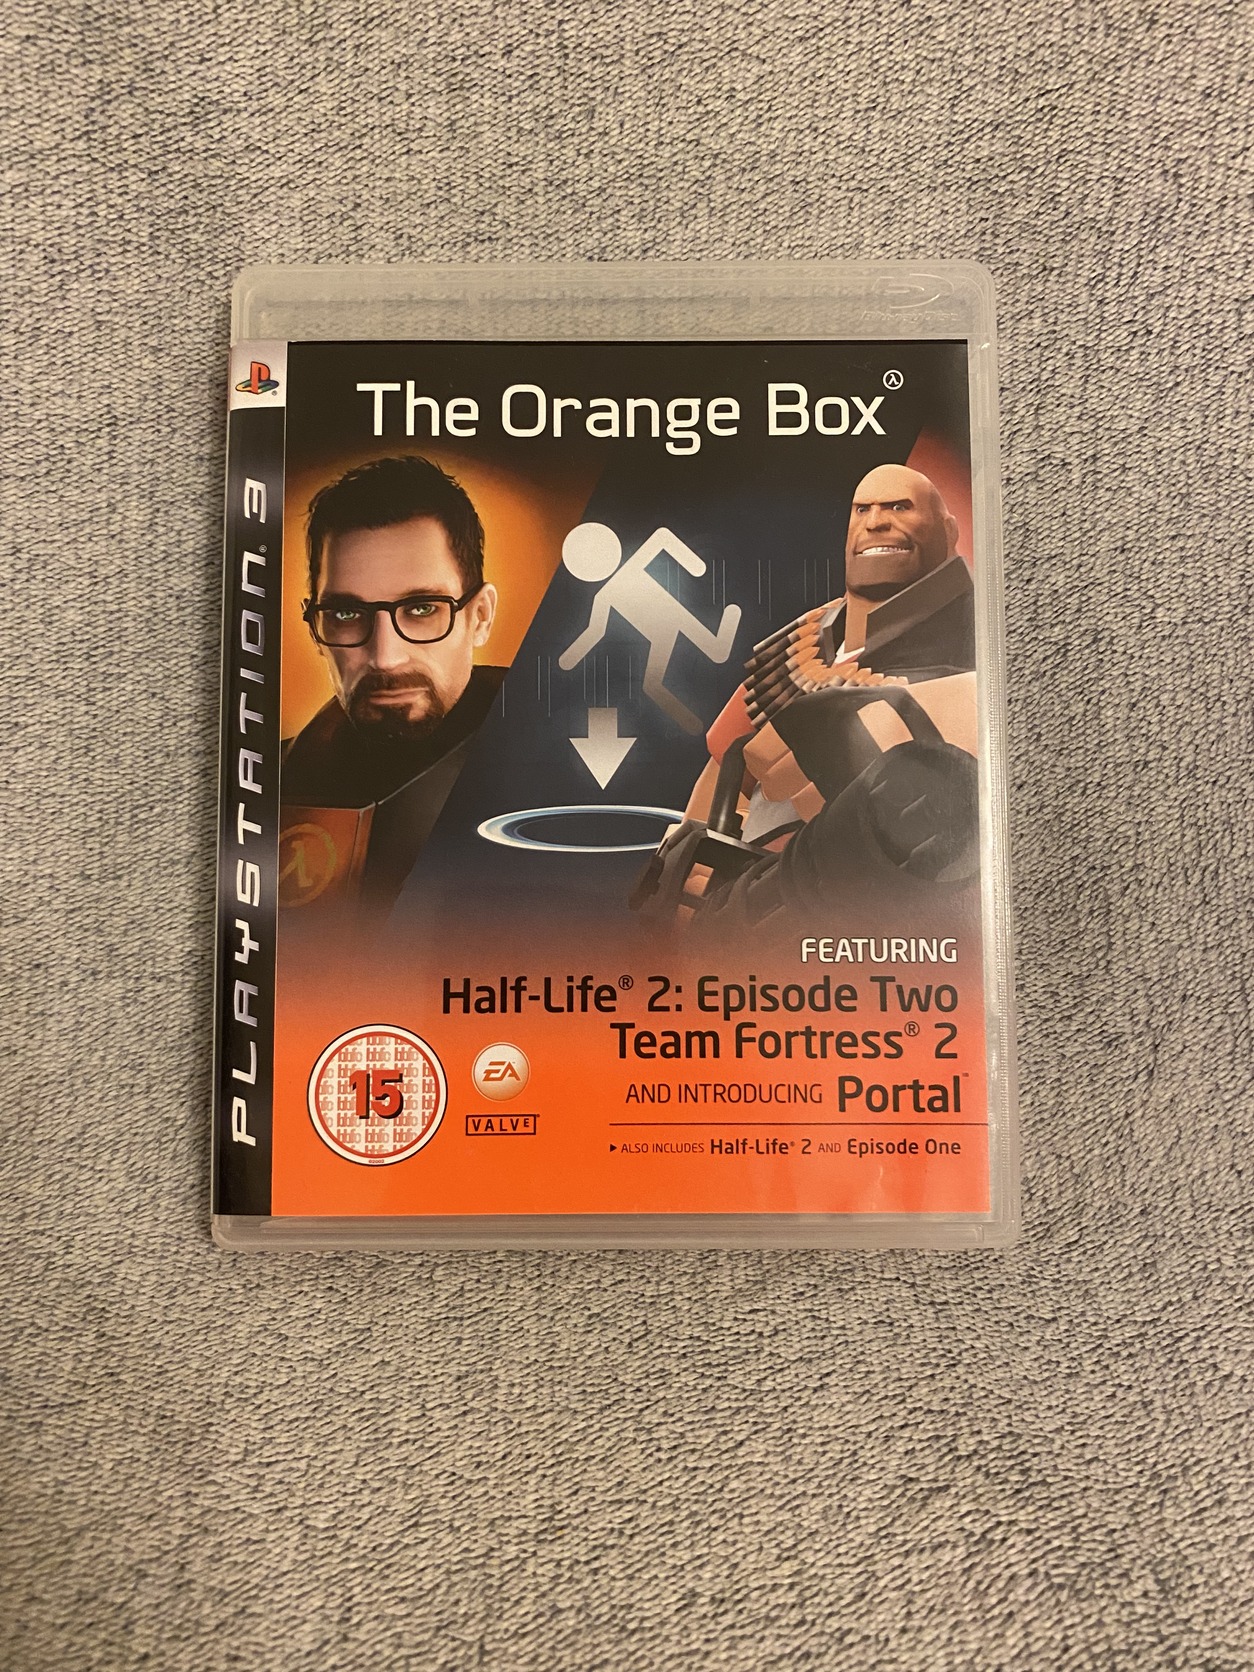 The Orange Box
PLAYSTATION®3
FEATURING
Half-Life® 2: Episode Two
Team Fortress® 2
AND INTRODUCING Portal™
ALSO INCLUDES Half-Life® 2 AND Episode One
15
EA
VALVE